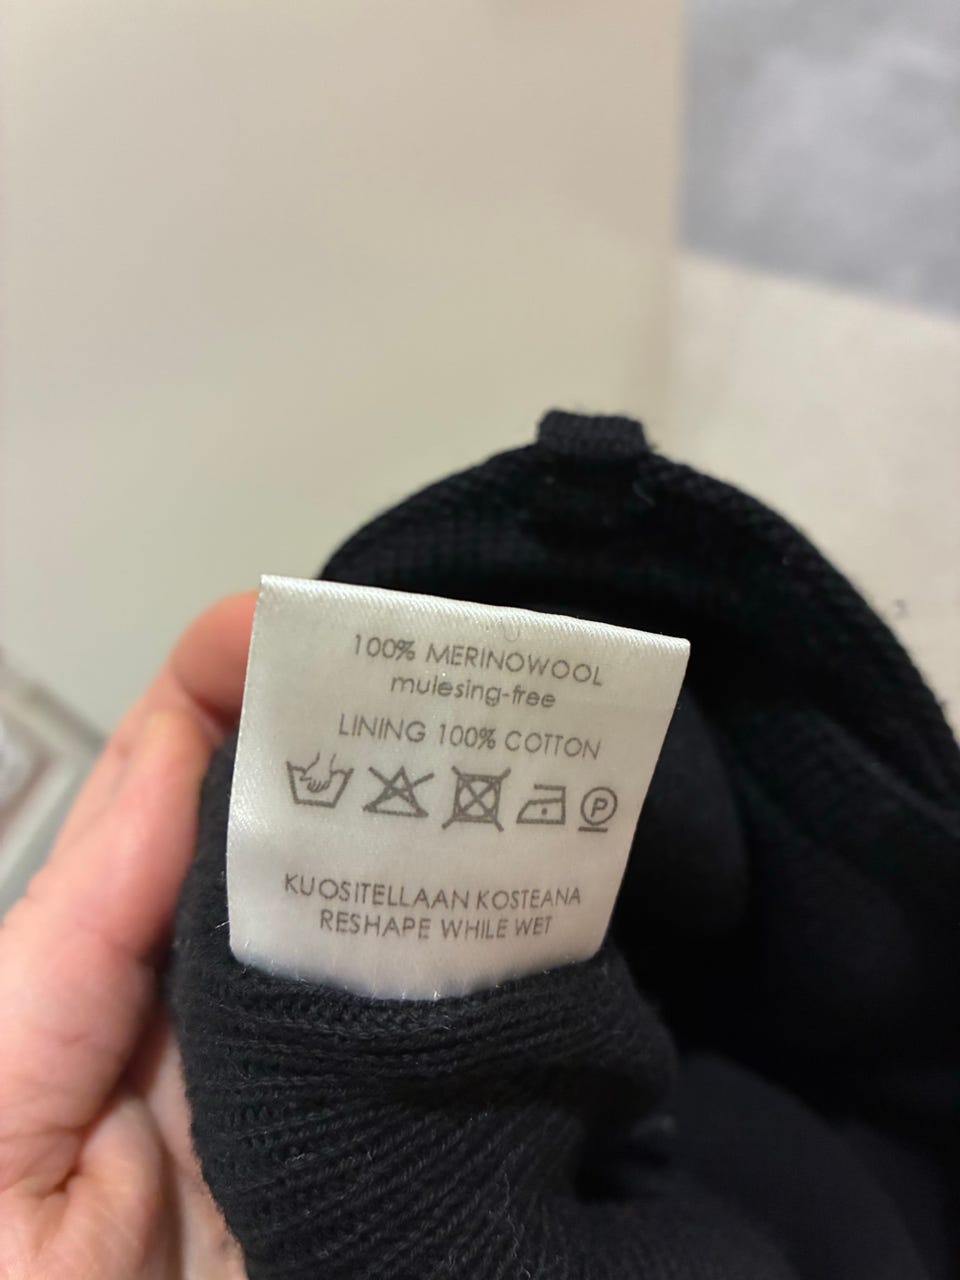 100% MERINOWOOL
mulesing-free
LINING 100% COTTON
P
KUOSITELLAAN KOSTEANA
RESHAPE WHILE WET